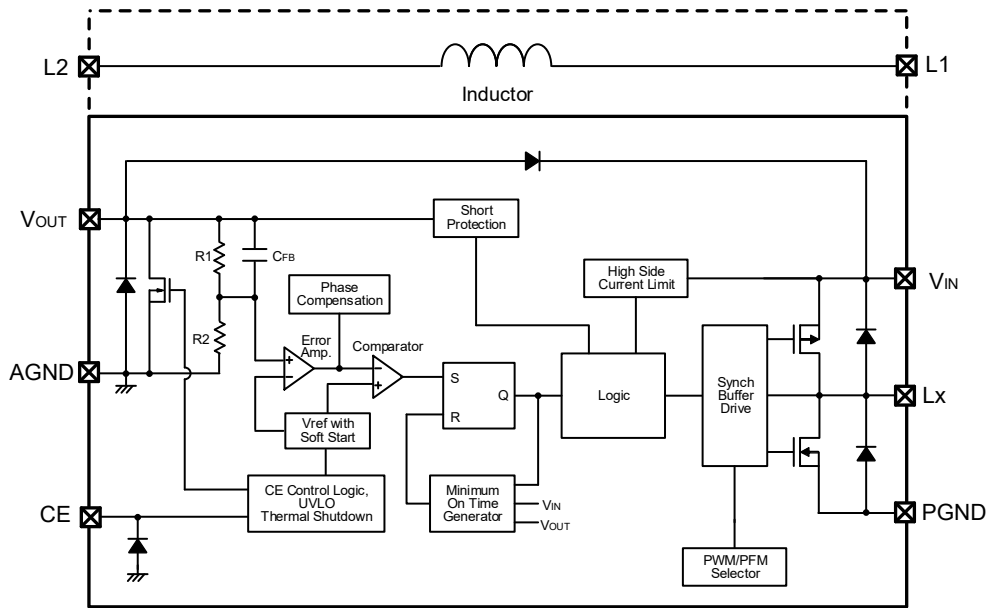 L2
L1
Inductor
VOUT
Short
Protection
R1
CFB
High Side
Current Limit
VIN
Phase
Compensation
R2
Error
Amp.
Comparator
AGND
+
−
−
+
S
Q
R
Logic
Synch
Buffer
Drive
Lx
Vref with
Soft Start
CE Control Logic,
UVLO
Thermal Shutdown
Minimum
On Time
Generator
VIN
VOUT
CE
PGND
PWM/PFM
Selector